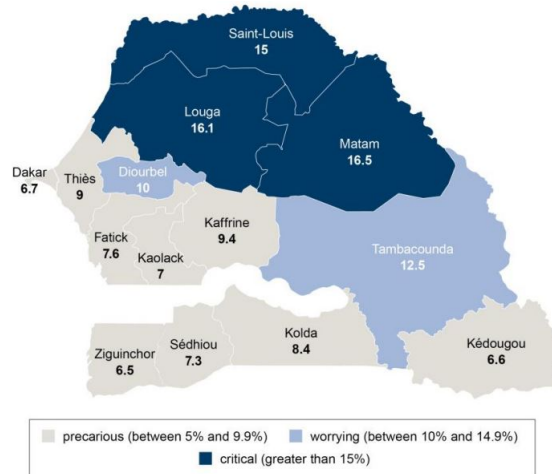 Saint-Louis
15
Louga
16.1
Matam
16.5
Dakar
6.7
Thiès
9
Diourbel
10
Fatick
7.6
Kaolack
7
Kaffrine
9.4
Tambacounda
12.5
Ziguinchor
6.5
Sédhiou
7.3
Kolda
8.4
Kédougou
6.6
precarious (between 5% and 9.9%)
worrying (between 10% and 14.9%)
critical (greater than 15%)